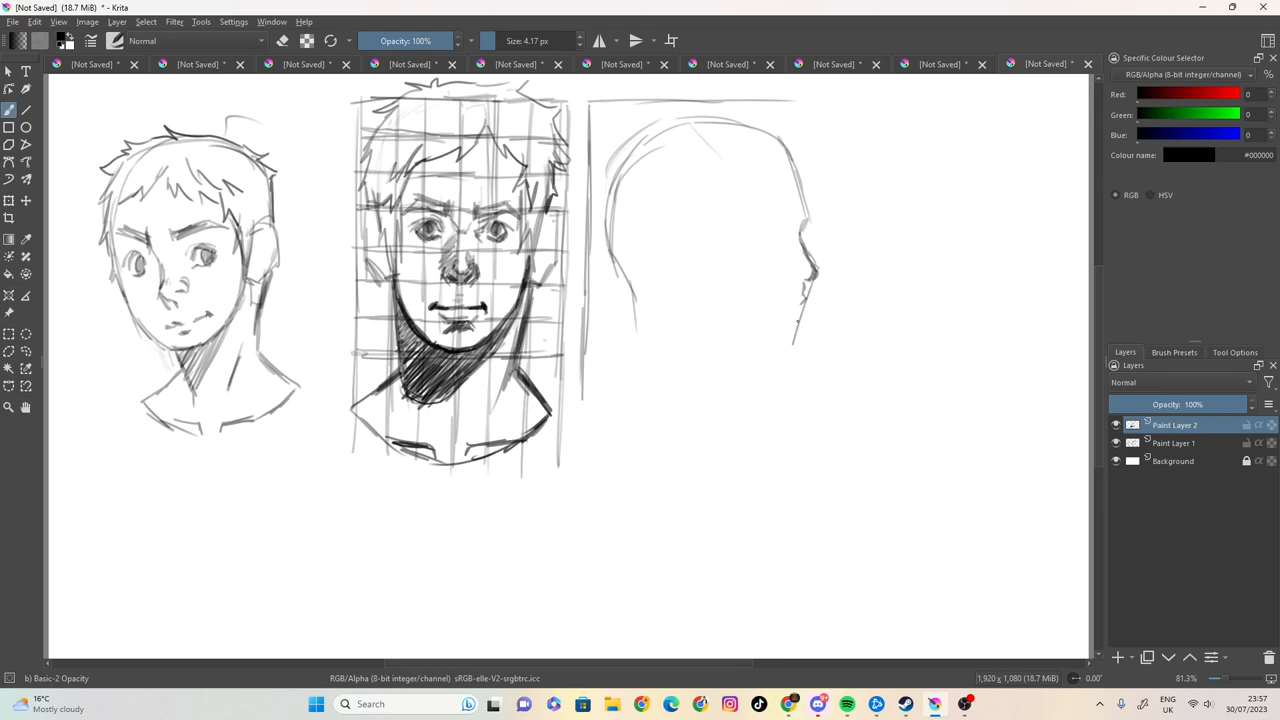 [Not Saved] (18.7 MiB) * - Krita
File Edit View Image Layer Select Filter Tools Settings Window Help
Normal Opacity: 100% Size: 4.17 px
[Not Saved] * [Not Saved] * [Not Saved] * [Not Saved] * [Not Saved] * [Not Saved] * [Not Saved] * [Not Saved] * [Not Saved] * [Not Saved] *
Specific Colour Selector
RGB/Alpha (8-bit integer/channel)
Red: 0
Green: 0
Blue: 0
Colour name: #000000
RGB HSV
Layers Brush Presets Tool Options
Layers
Normal
Opacity: 100%
Paint Layer 2
Paint Layer 1
Background
b) Basic-2 Opacity RGB/Alpha (8-bit integer/channel) sRGB-elle-V2-srgbtrc.icc 1,920 x 1,080 (18.7 MiB) 0.00° 81.3%
16°C
Mostly cloudy
Search
ENG
UK
23:57
30/07/2023